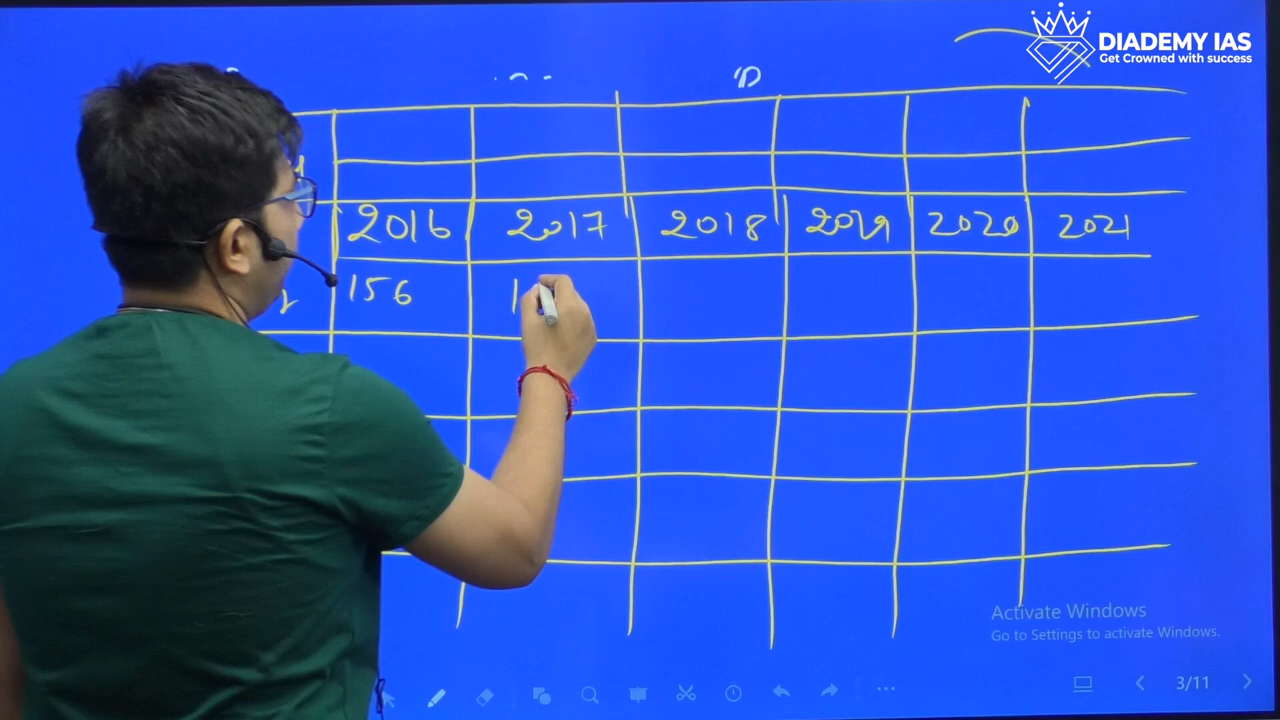 DIADEMY IAS
Get Crowned with success
2016 2017 2018 2019 2020 2021
156 1
Activate Windows
Go to Settings to activate Windows.
3/11